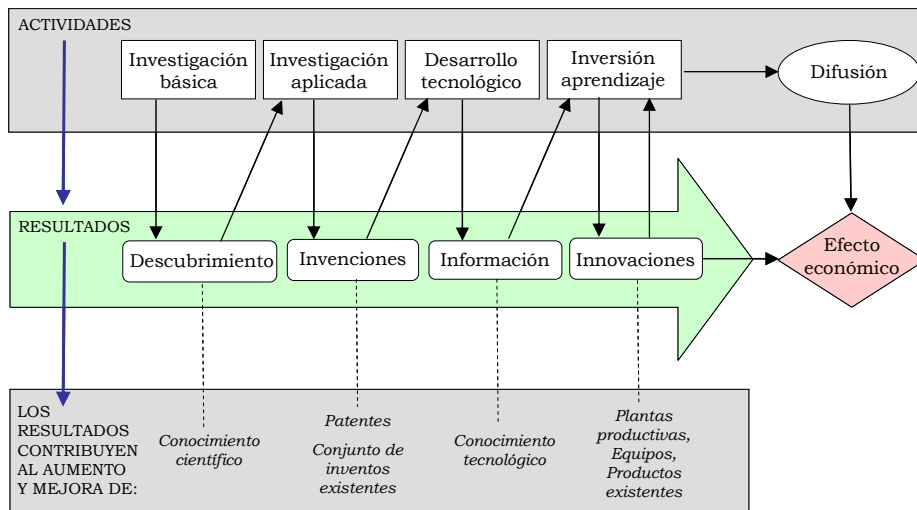 ACTIVIDADES
Investigación
básica
Investigación
aplicada
Desarrollo
tecnológico
Inversión
aprendizaje
Difusión
RESULTADOS
Descubrimiento
Invenciones
Información
Innovaciones
Efecto
económico
LOS
RESULTADOS
CONTRIBUYEN
AL AUMENTO
Y MEJORA DE:
Conocimiento
científico
Patentes
Conjunto de
inventos
existentes
Conocimiento
tecnológico
Plantas
productivas,
Equipos,
Productos
existentes